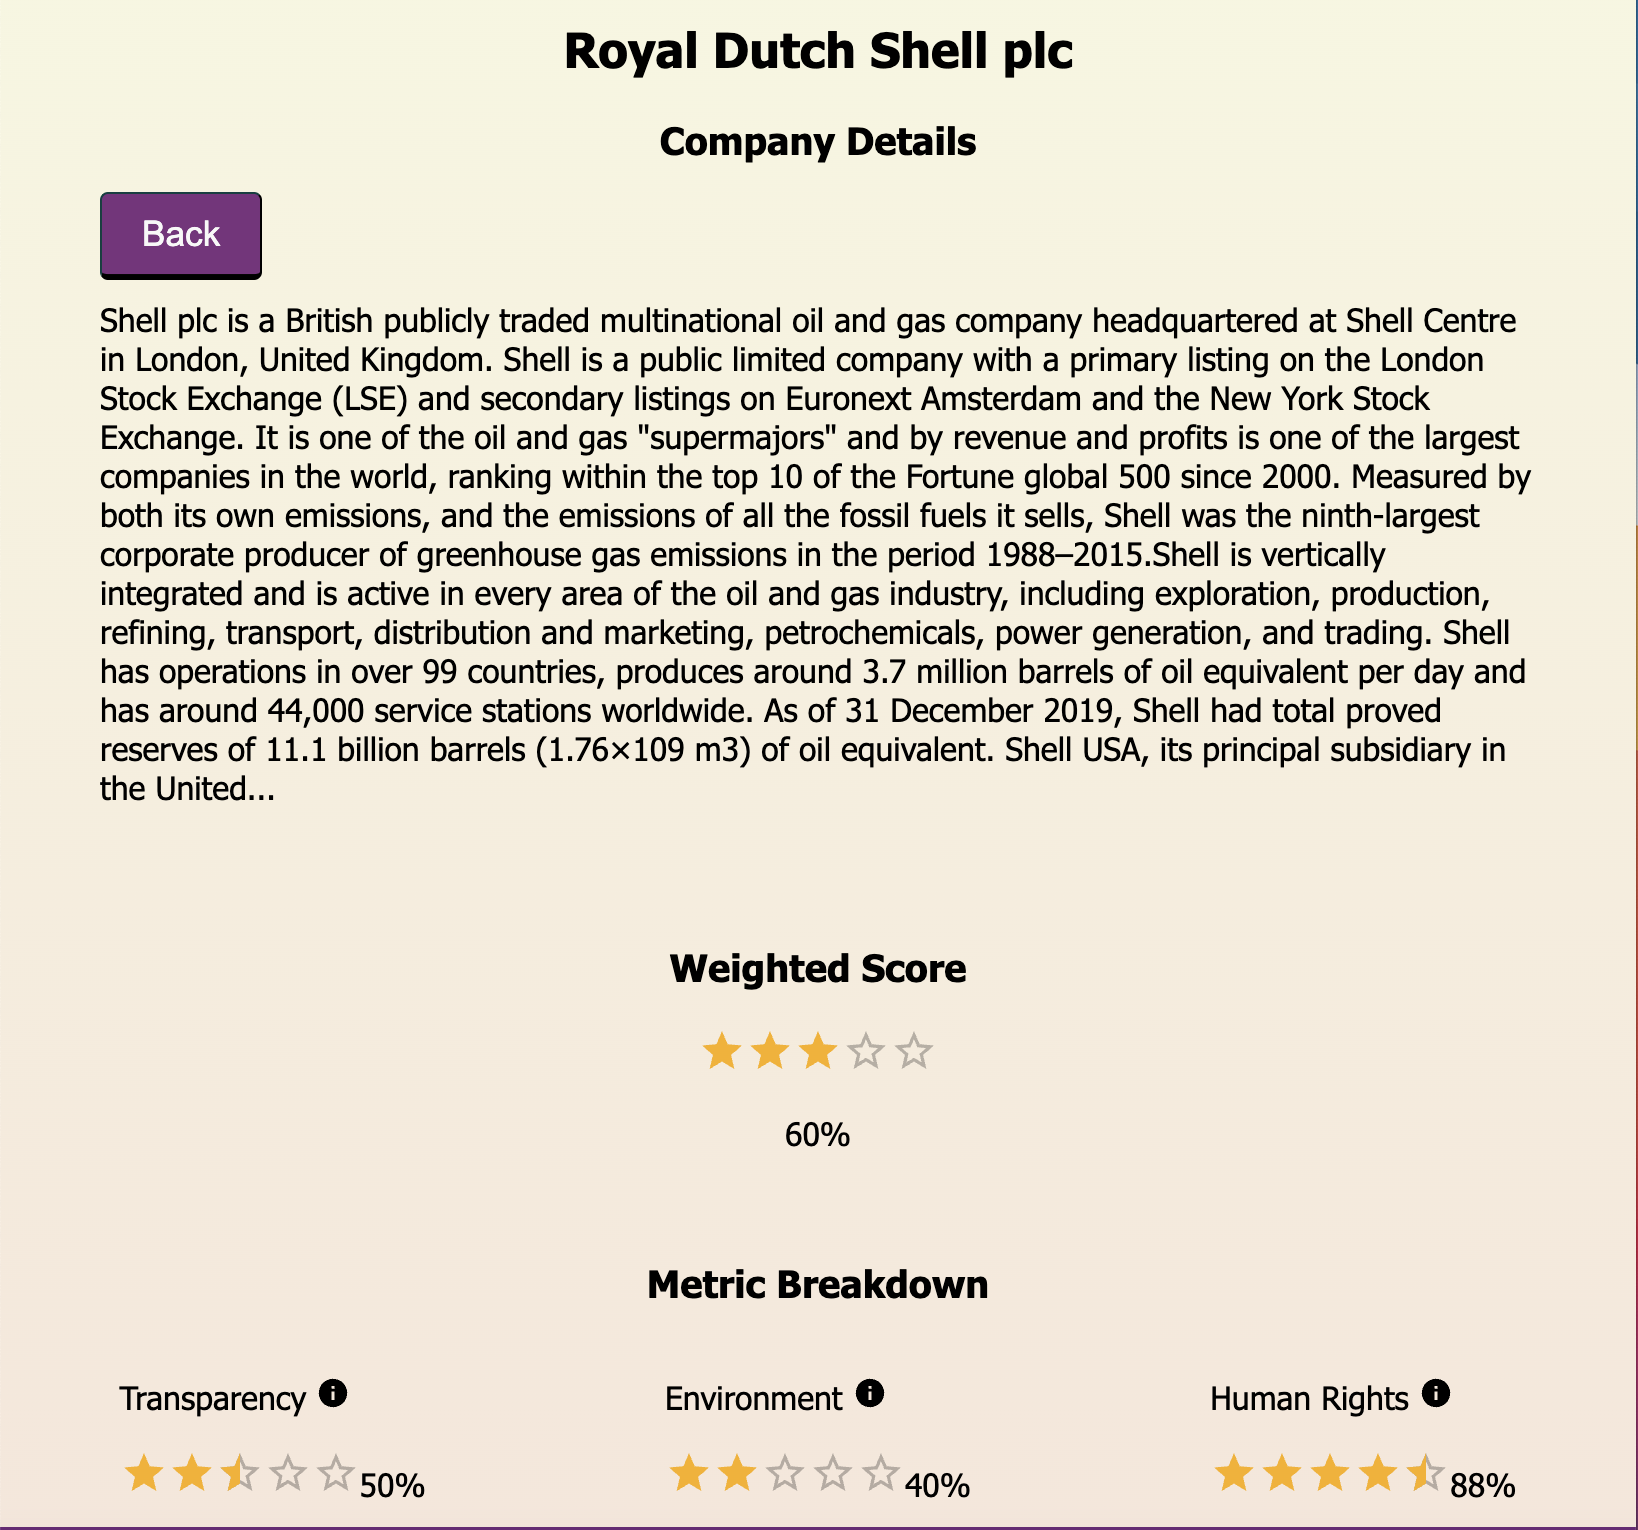 Royal Dutch Shell plc
Company Details
Back
Shell plc is a British publicly traded multinational oil and gas company headquartered at Shell Centre
in London, United Kingdom. Shell is a public limited company with a primary listing on the London
Stock Exchange (LSE) and secondary listings on Euronext Amsterdam and the New York Stock
Exchange. It is one of the oil and gas "supermajors" and by revenue and profits is one of the largest
companies in the world, ranking within the top 10 of the Fortune global 500 since 2000. Measured by
both its own emissions, and the emissions of all the fossil fuels it sells, Shell was the ninth-largest
corporate producer of greenhouse gas emissions in the period 1988–2015.Shell is vertically
integrated and is active in every area of the oil and gas industry, including exploration, production,
refining, transport, distribution and marketing, petrochemicals, power generation, and trading. Shell
has operations in over 99 countries, produces around 3.7 million barrels of oil equivalent per day and
has around 44,000 service stations worldwide. As of 31 December 2019, Shell had total proved
reserves of 11.1 billion barrels (1.76×109 m3) of oil equivalent. Shell USA, its principal subsidiary in
the United...
Weighted Score
60%
Metric Breakdown
Transparency
50%
Environment
40%
Human Rights
88%